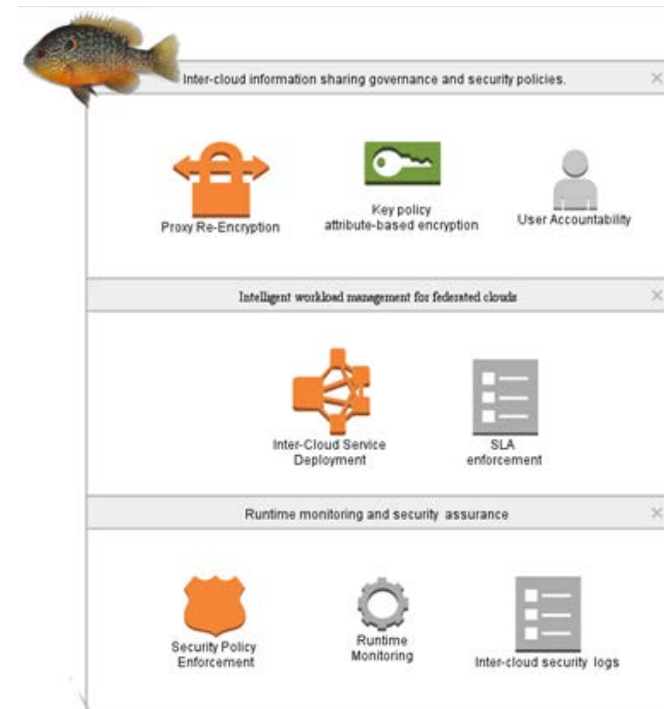 Inter-cloud information sharing governance and security policies.
Proxy Re-Encryption
Key policy
attribute-based encryption
User Accountability
Intelligent workload management for federated clouds
Inter-Cloud Service
Deployment
SLA
enforcement
Runtime monitoring and security assurance
Security Policy
Enforcement
Runtime
Monitoring
Inter-cloud security logs